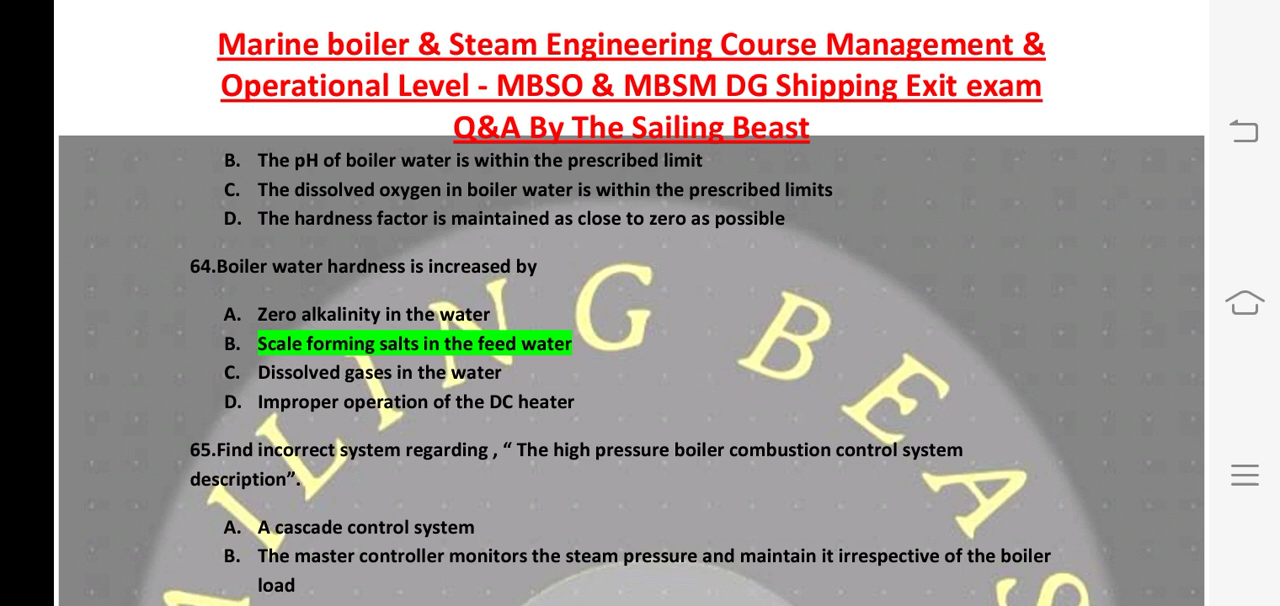 Marine boiler & Steam Engineering Course Management &
Operational Level - MBSO & MBSM DG Shipping Exit exam
Q&A By The Sailing Beast
B. The pH of boiler water is within the prescribed limit
C. The dissolved oxygen in boiler water is within the prescribed limits
D. The hardness factor is maintained as close to zero as possible
64.Boiler water hardness is increased by
A. Zero alkalinity in the water
B. Scale forming salts in the feed water
C. Dissolved gases in the water
D. Improper operation of the DC heater
65.Find incorrect system regarding , “ The high pressure boiler combustion control system
description”.
A. A cascade control system
B. The master controller monitors the steam pressure and maintain it irrespective of the boiler
load
AILING BEAS